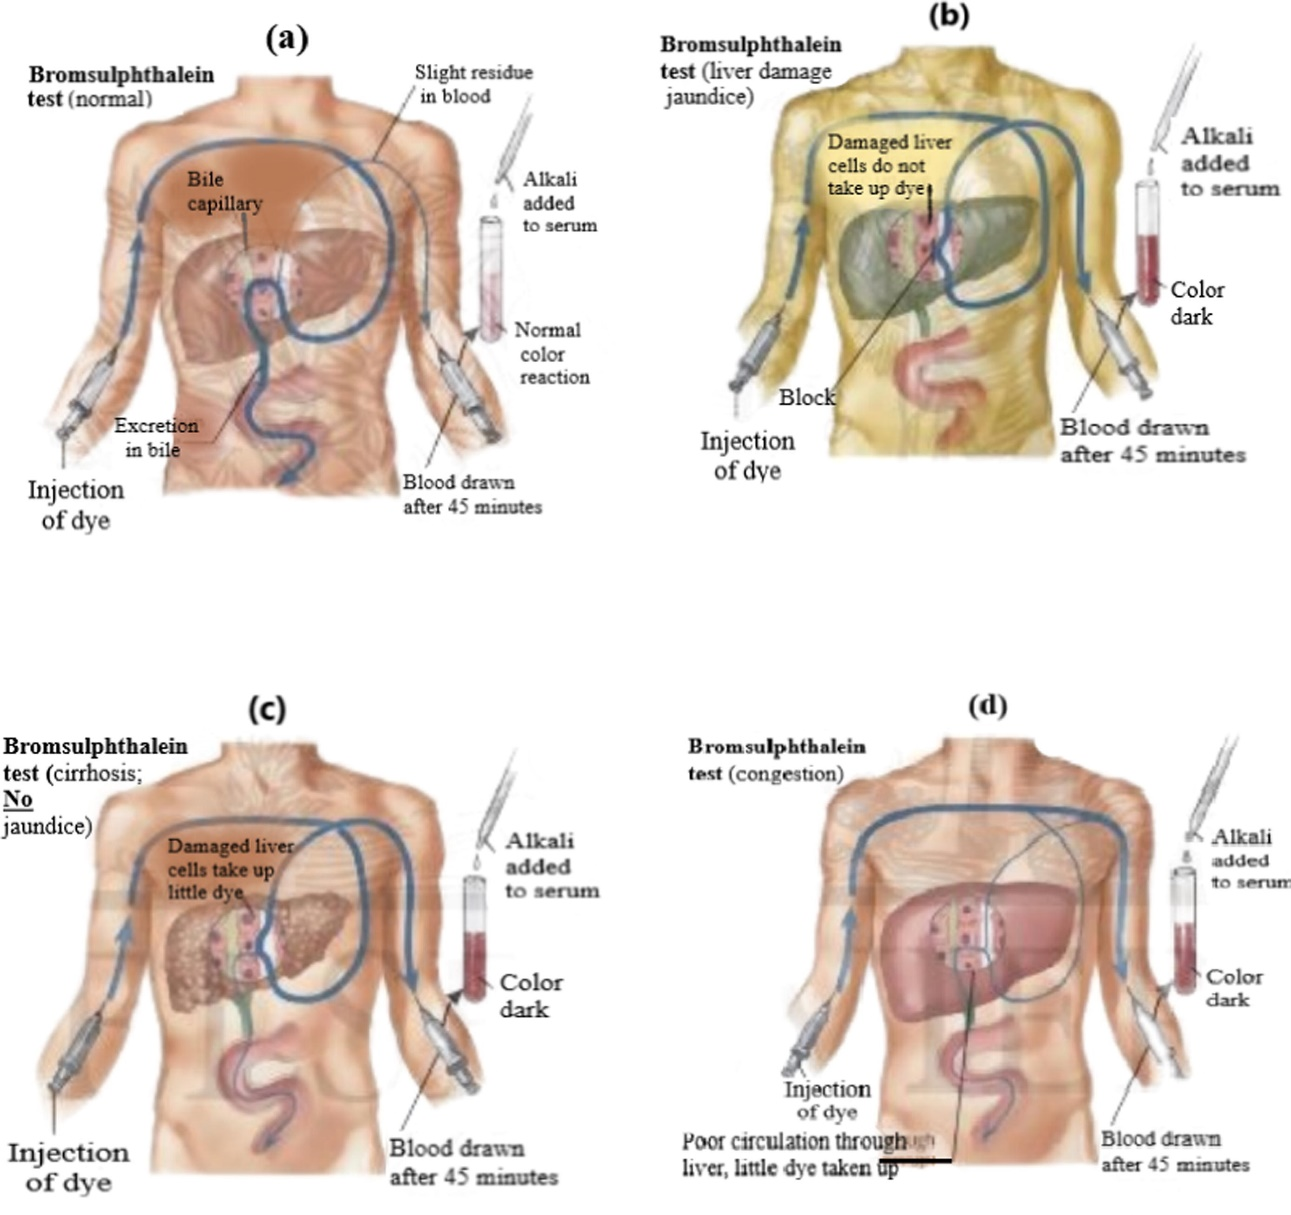 (a)
Bromsulphthalein
test (normal)
Slight residue
in blood
Bile
capillary
Alkali
added
to serum
Normal
color
reaction
Excretion
in bile
Injection
of dye
Blood drawn
after 45 minutes
(b)
Bromsulphthalein
test (liver damage
jaundice)
Damaged liver
cells do not
take up dye
Alkali
added
to serum
Color
dark
Block
Injection
of dye
Blood drawn
after 45 minutes
(c)
Bromsulphthalein
test (cirrhosis;
No
jaundice)
Damaged liver
cells take up
little dye
Alkali
added
to serum
Color
dark
Injection
of dye
Blood drawn
after 45 minutes
(d)
Bromsulphthalein
test (congestion)
Alkali
added
to serum
Color
dark
Injection
of dye
Poor circulation through
liver, little dye taken up
Blood drawn
after 45 minutes